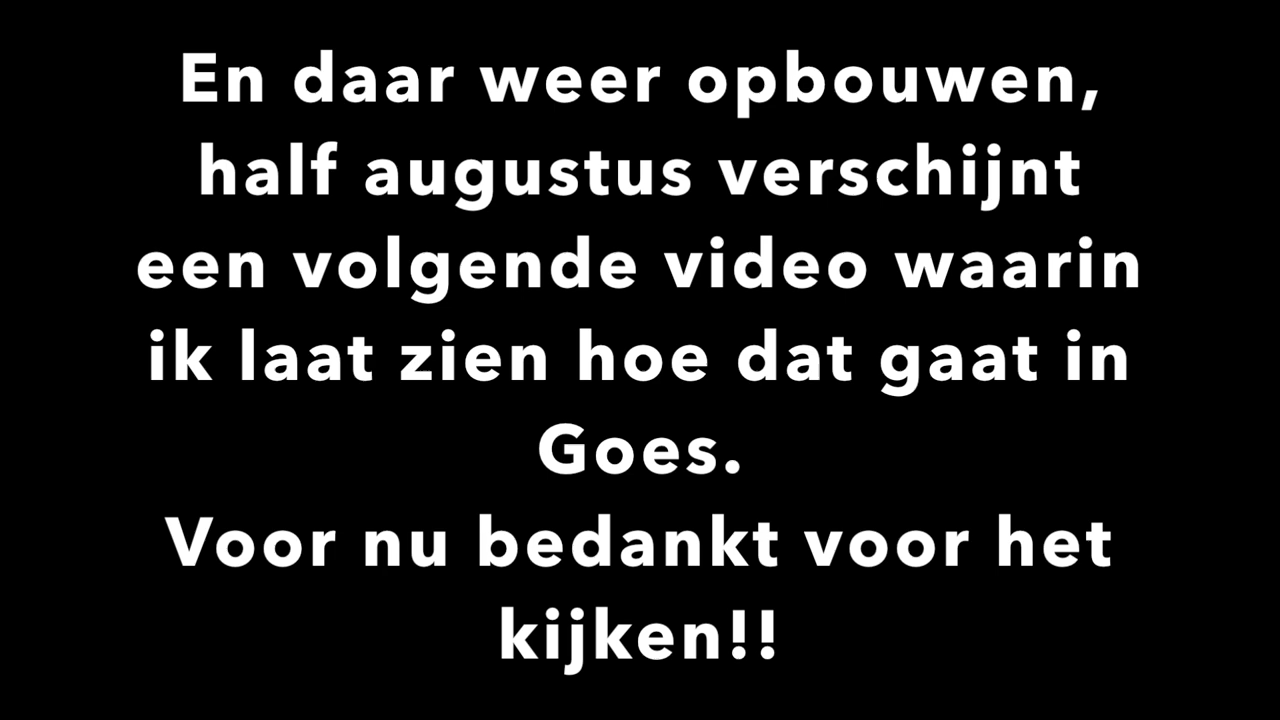 En daar weer opbouwen,
half augustus verschijnt
een volgende video waarin
ik laat zien hoe dat gaat in
Goes.
Voor nu bedankt voor het
kijken!!